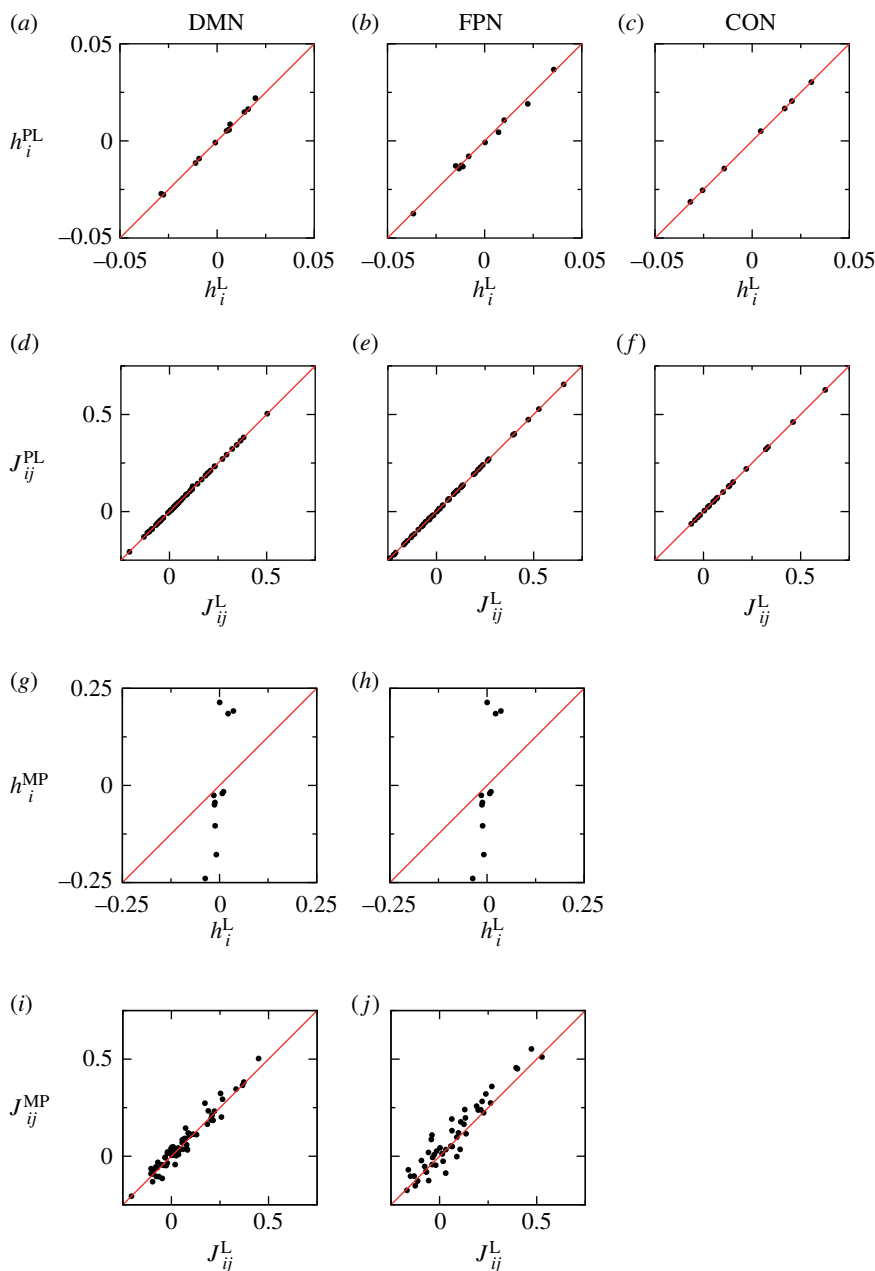 (a) DMN (b) FPN (c) CON
0.05
h_i^PL 0
−0.05
−0.05 0 0.05 −0.05 0 0.05 −0.05 0 0.05
h_i^L h_i^L h_i^L
(d) (e) (f)
0.5
J_ij^PL
0
0 0.5 0 0.5 0 0.5
J_ij^L J_ij^L J_ij^L
(g) 0.25 (h)
h_i^MP 0
−0.25
−0.25 0 0.25 −0.25 0 0.25
h_i^L h_i^L
(i) (j)
0.5
J_ij^MP
0
0 0.5 0 0.5
J_ij^L J_ij^L